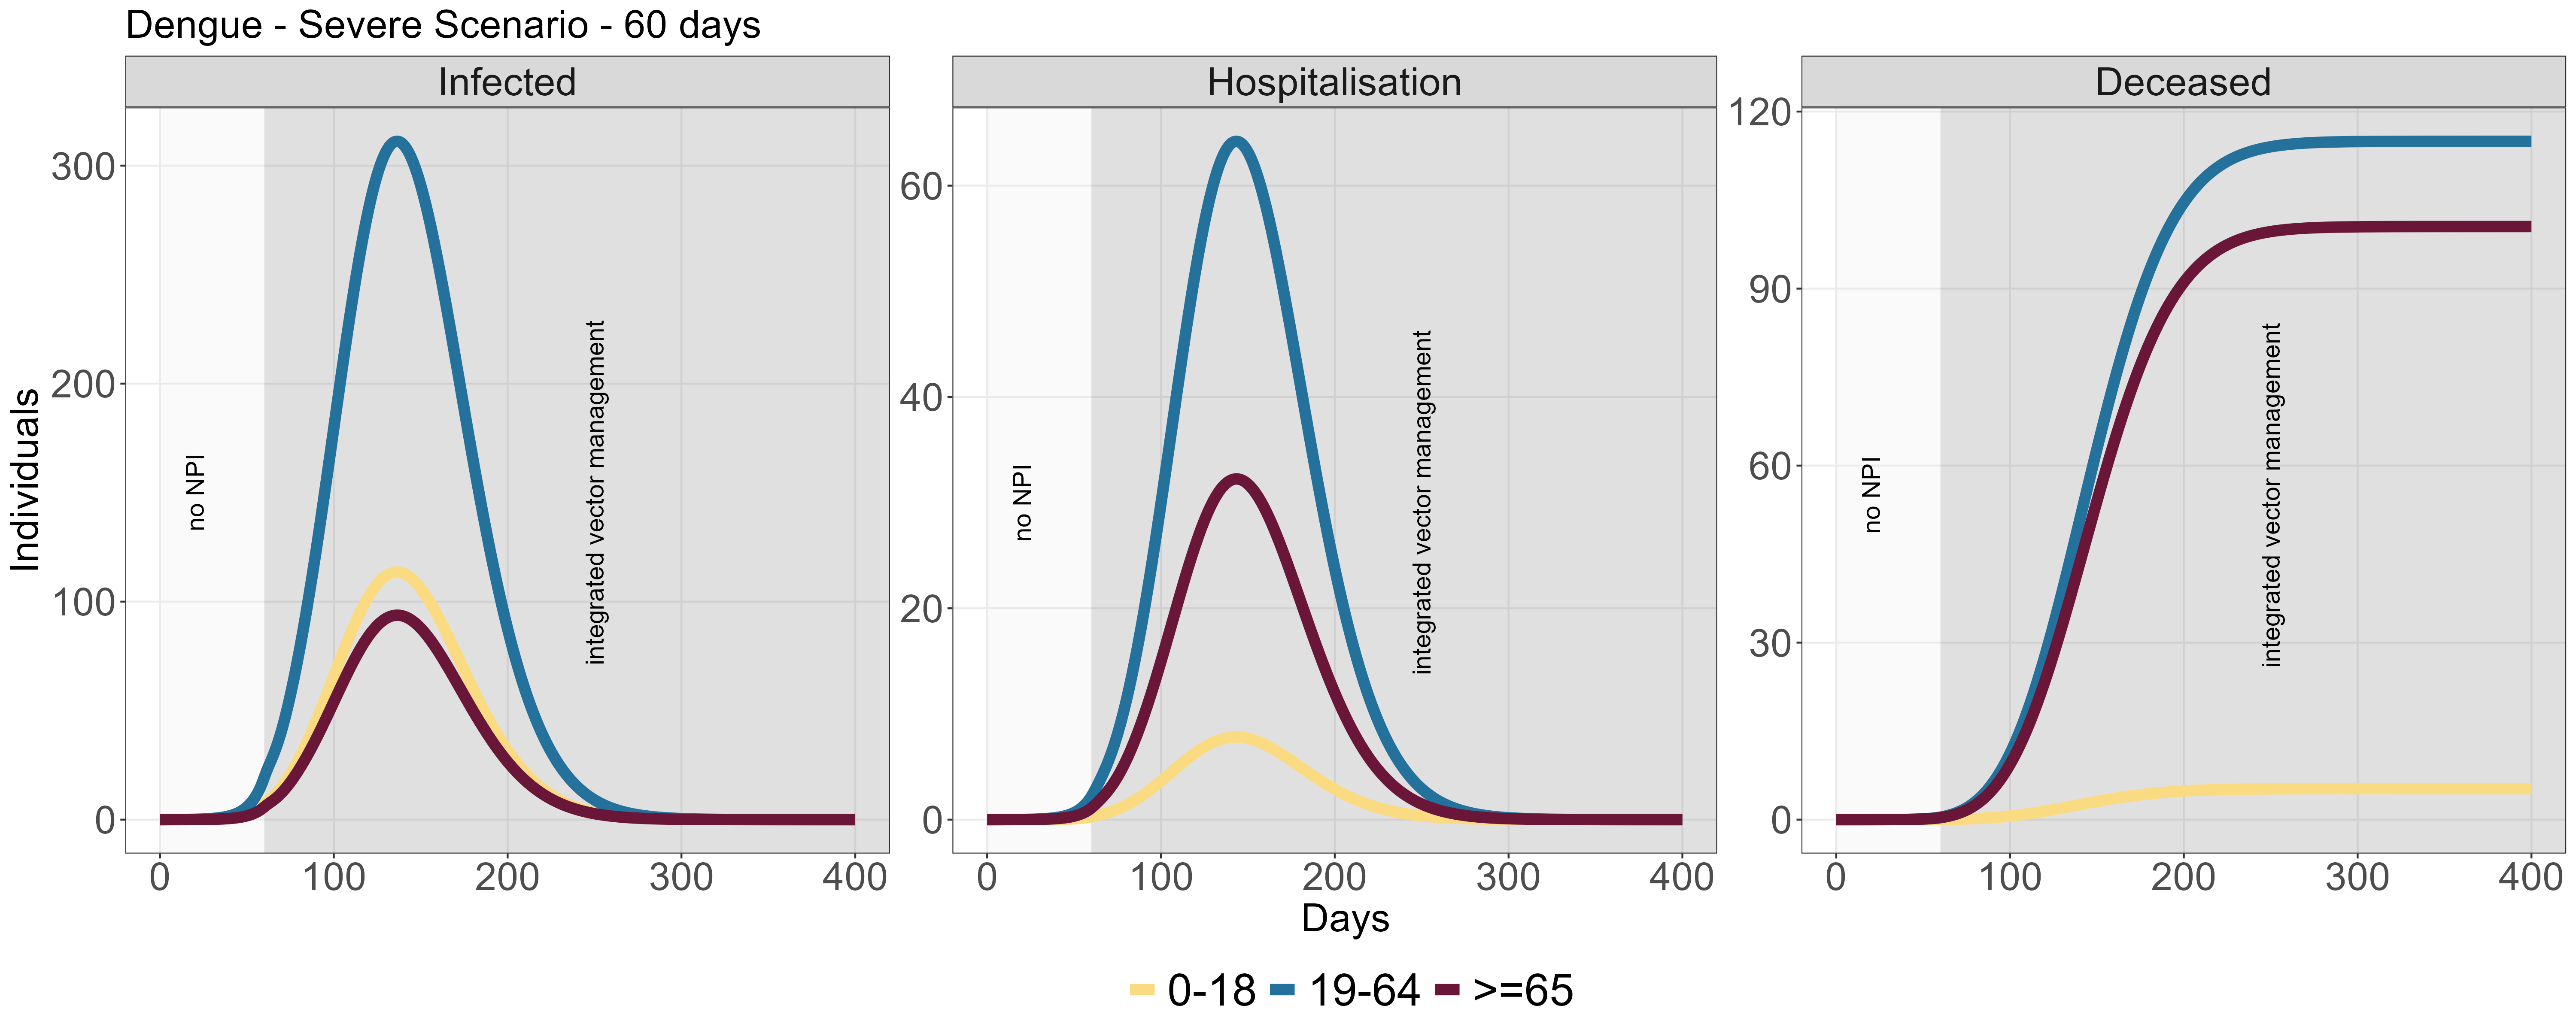 Dengue - Severe Scenario - 60 days
Infected
Hospitalisation
Deceased
Individuals
300
200
100
0
no NPI
integrated vector management
0 100 200 300 400
60
40
20
0
no NPI
integrated vector management
0 100 200 300 400
120
90
60
30
0
no NPI
integrated vector management
0 100 200 300 400
Days
0-18 19-64 >=65